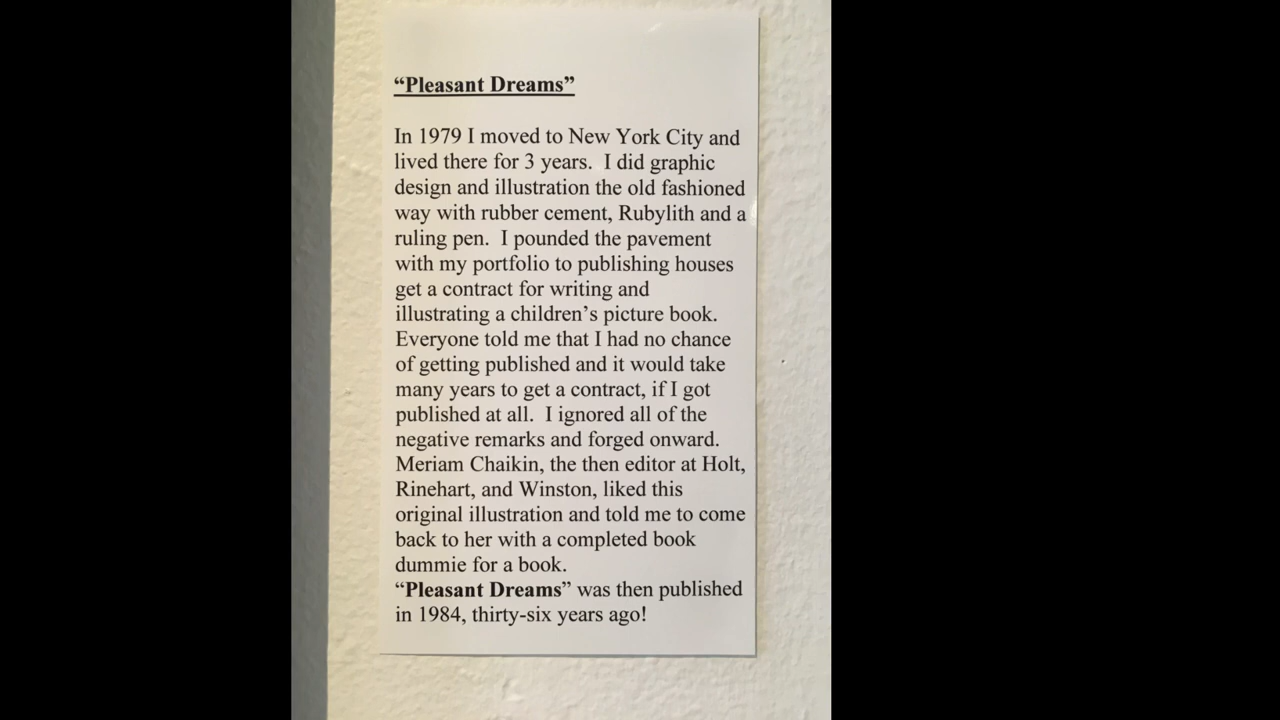 “Pleasant Dreams”
In 1979 I moved to New York City and
lived there for 3 years.  I did graphic
design and illustration the old fashioned
way with rubber cement, Rubylith and a
ruling pen.  I pounded the pavement
with my portfolio to publishing houses
get a contract for writing and
illustrating a children’s picture book.
Everyone told me that I had no chance
of getting published and it would take
many years to get a contract, if I got
published at all.  I ignored all of the
negative remarks and forged onward.
Meriam Chaikin, the then editor at Holt,
Rinehart, and Winston, liked this
original illustration and told me to come
back to her with a completed book
dummie for a book.
“Pleasant Dreams” was then published
in 1984, thirty-six years ago!